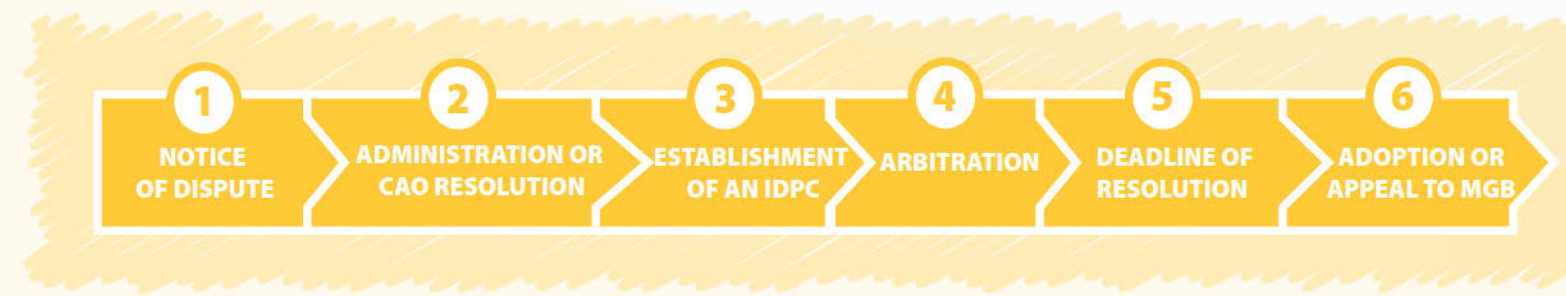 1
NOTICE
OF DISPUTE
2
ADMINISTRATION OR
CAO RESOLUTION
3
ESTABLISHMENT
OF AN IDPC
4
ARBITRATION
5
DEADLINE OF
RESOLUTION
6
ADOPTION OR
APPEAL TO MGB